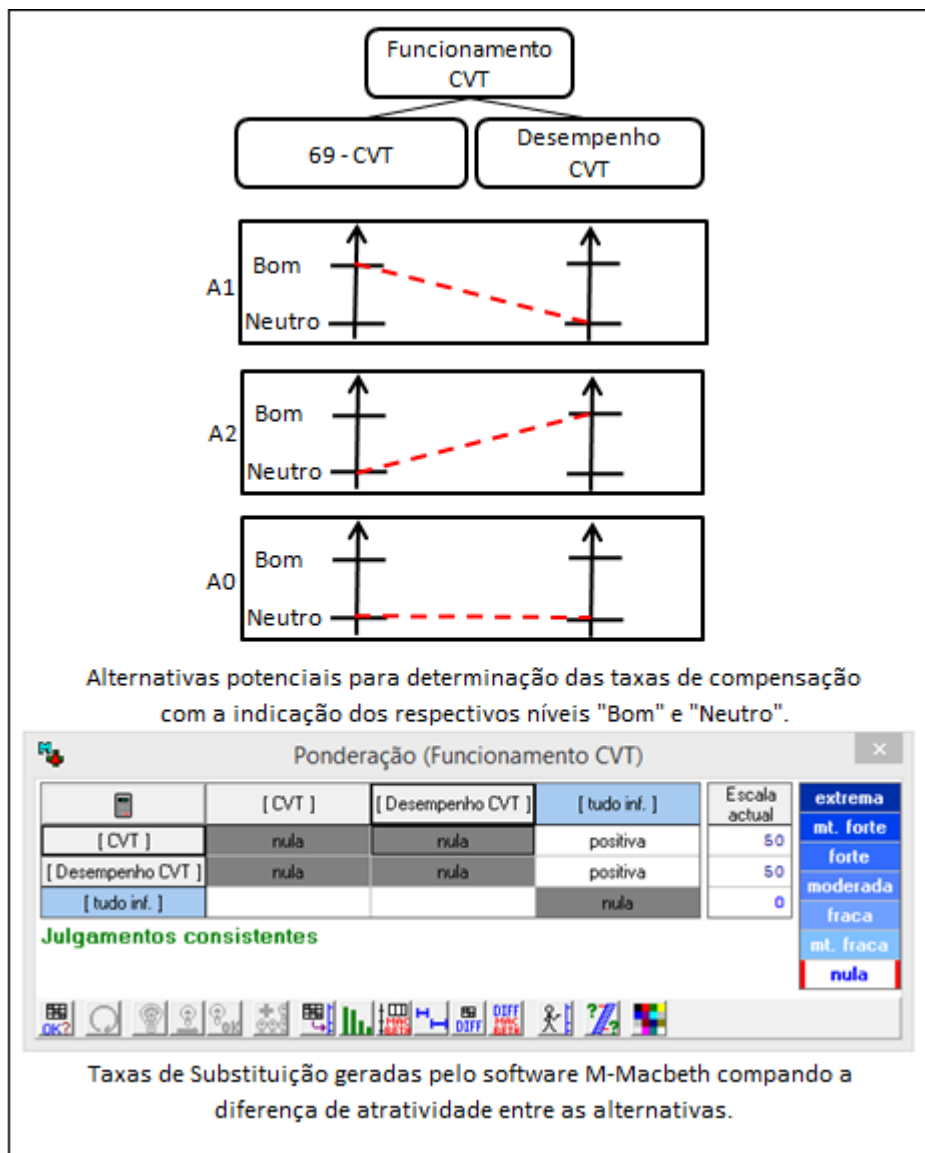 Funcionamento
CVT
69 - CVT
Desempenho
CVT
A1
Bom
Neutro
A2
Bom
Neutro
A0
Bom
Neutro
Alternativas potenciais para determinação das taxas de compensação
com a indicação dos respectivos níveis "Bom" e "Neutro".
Ponderação (Funcionamento CVT)
[ CVT ] [ Desempenho CVT ] [ tudo inf. ] Escala actual
[ CVT ] nula nula positiva 50
[ Desempenho CVT ] nula nula positiva 50
[ tudo inf. ] nula 0
extrema
mt. forte
forte
moderada
fraca
mt. fraca
nula
Julgamentos consistentes
OK?
DIFF
Taxas de Substituição geradas pelo software M-Macbeth compando a
diferença de atratividade entre as alternativas.